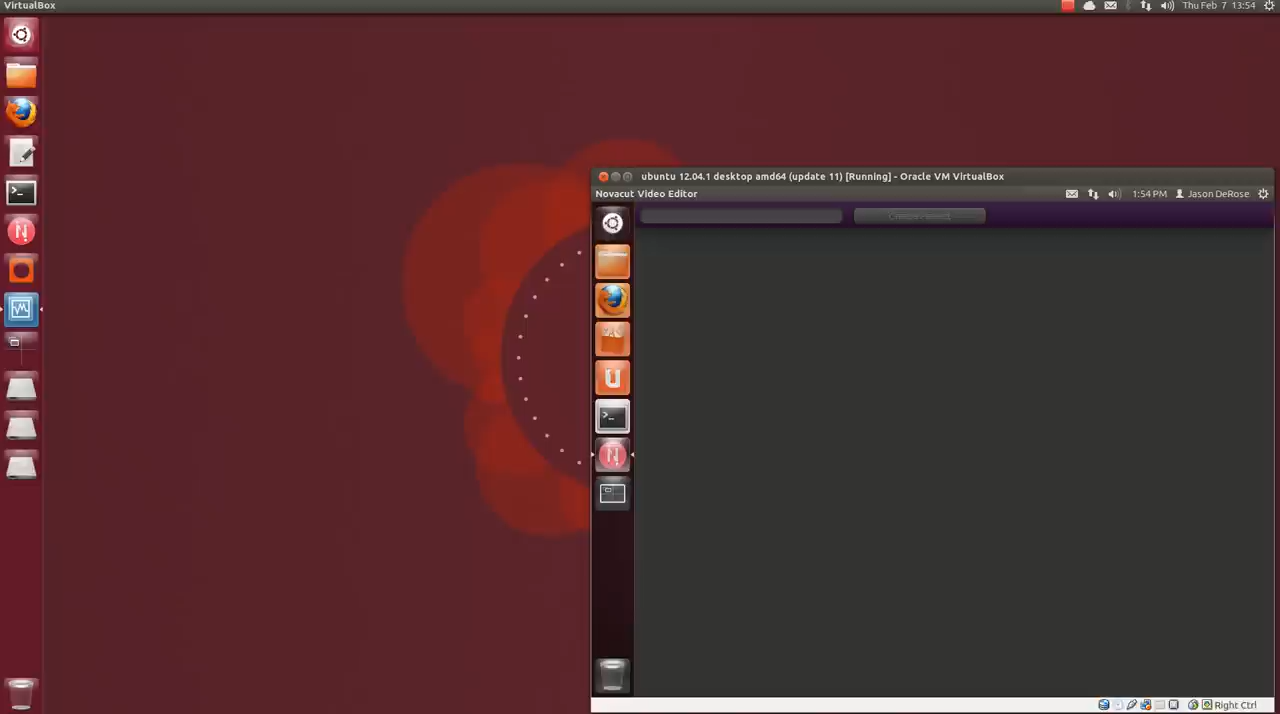 VirtualBox
Thu Feb 7 13:54
ubuntu 12.04.1 desktop amd64 (update 11) [Running] - Oracle VM VirtualBox
Novacut Video Editor
1:54 PM
Jason DeRose
Right Ctrl